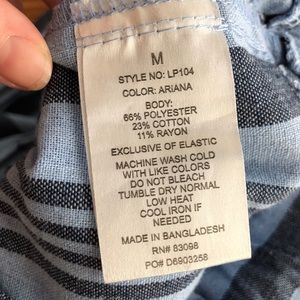 M
STYLE NO: LP104
COLOR: ARIANA
BODY:
66% POLYESTER
23% COTTON
11% RAYON
EXCLUSIVE OF ELASTIC
MACHINE WASH COLD
WITH LIKE COLORS
DO NOT BLEACH
TUMBLE DRY NORMAL
LOW HEAT
COOL IRON IF
NEEDED
MADE IN BANGLADESH
RN# 83098
PO# D6903258